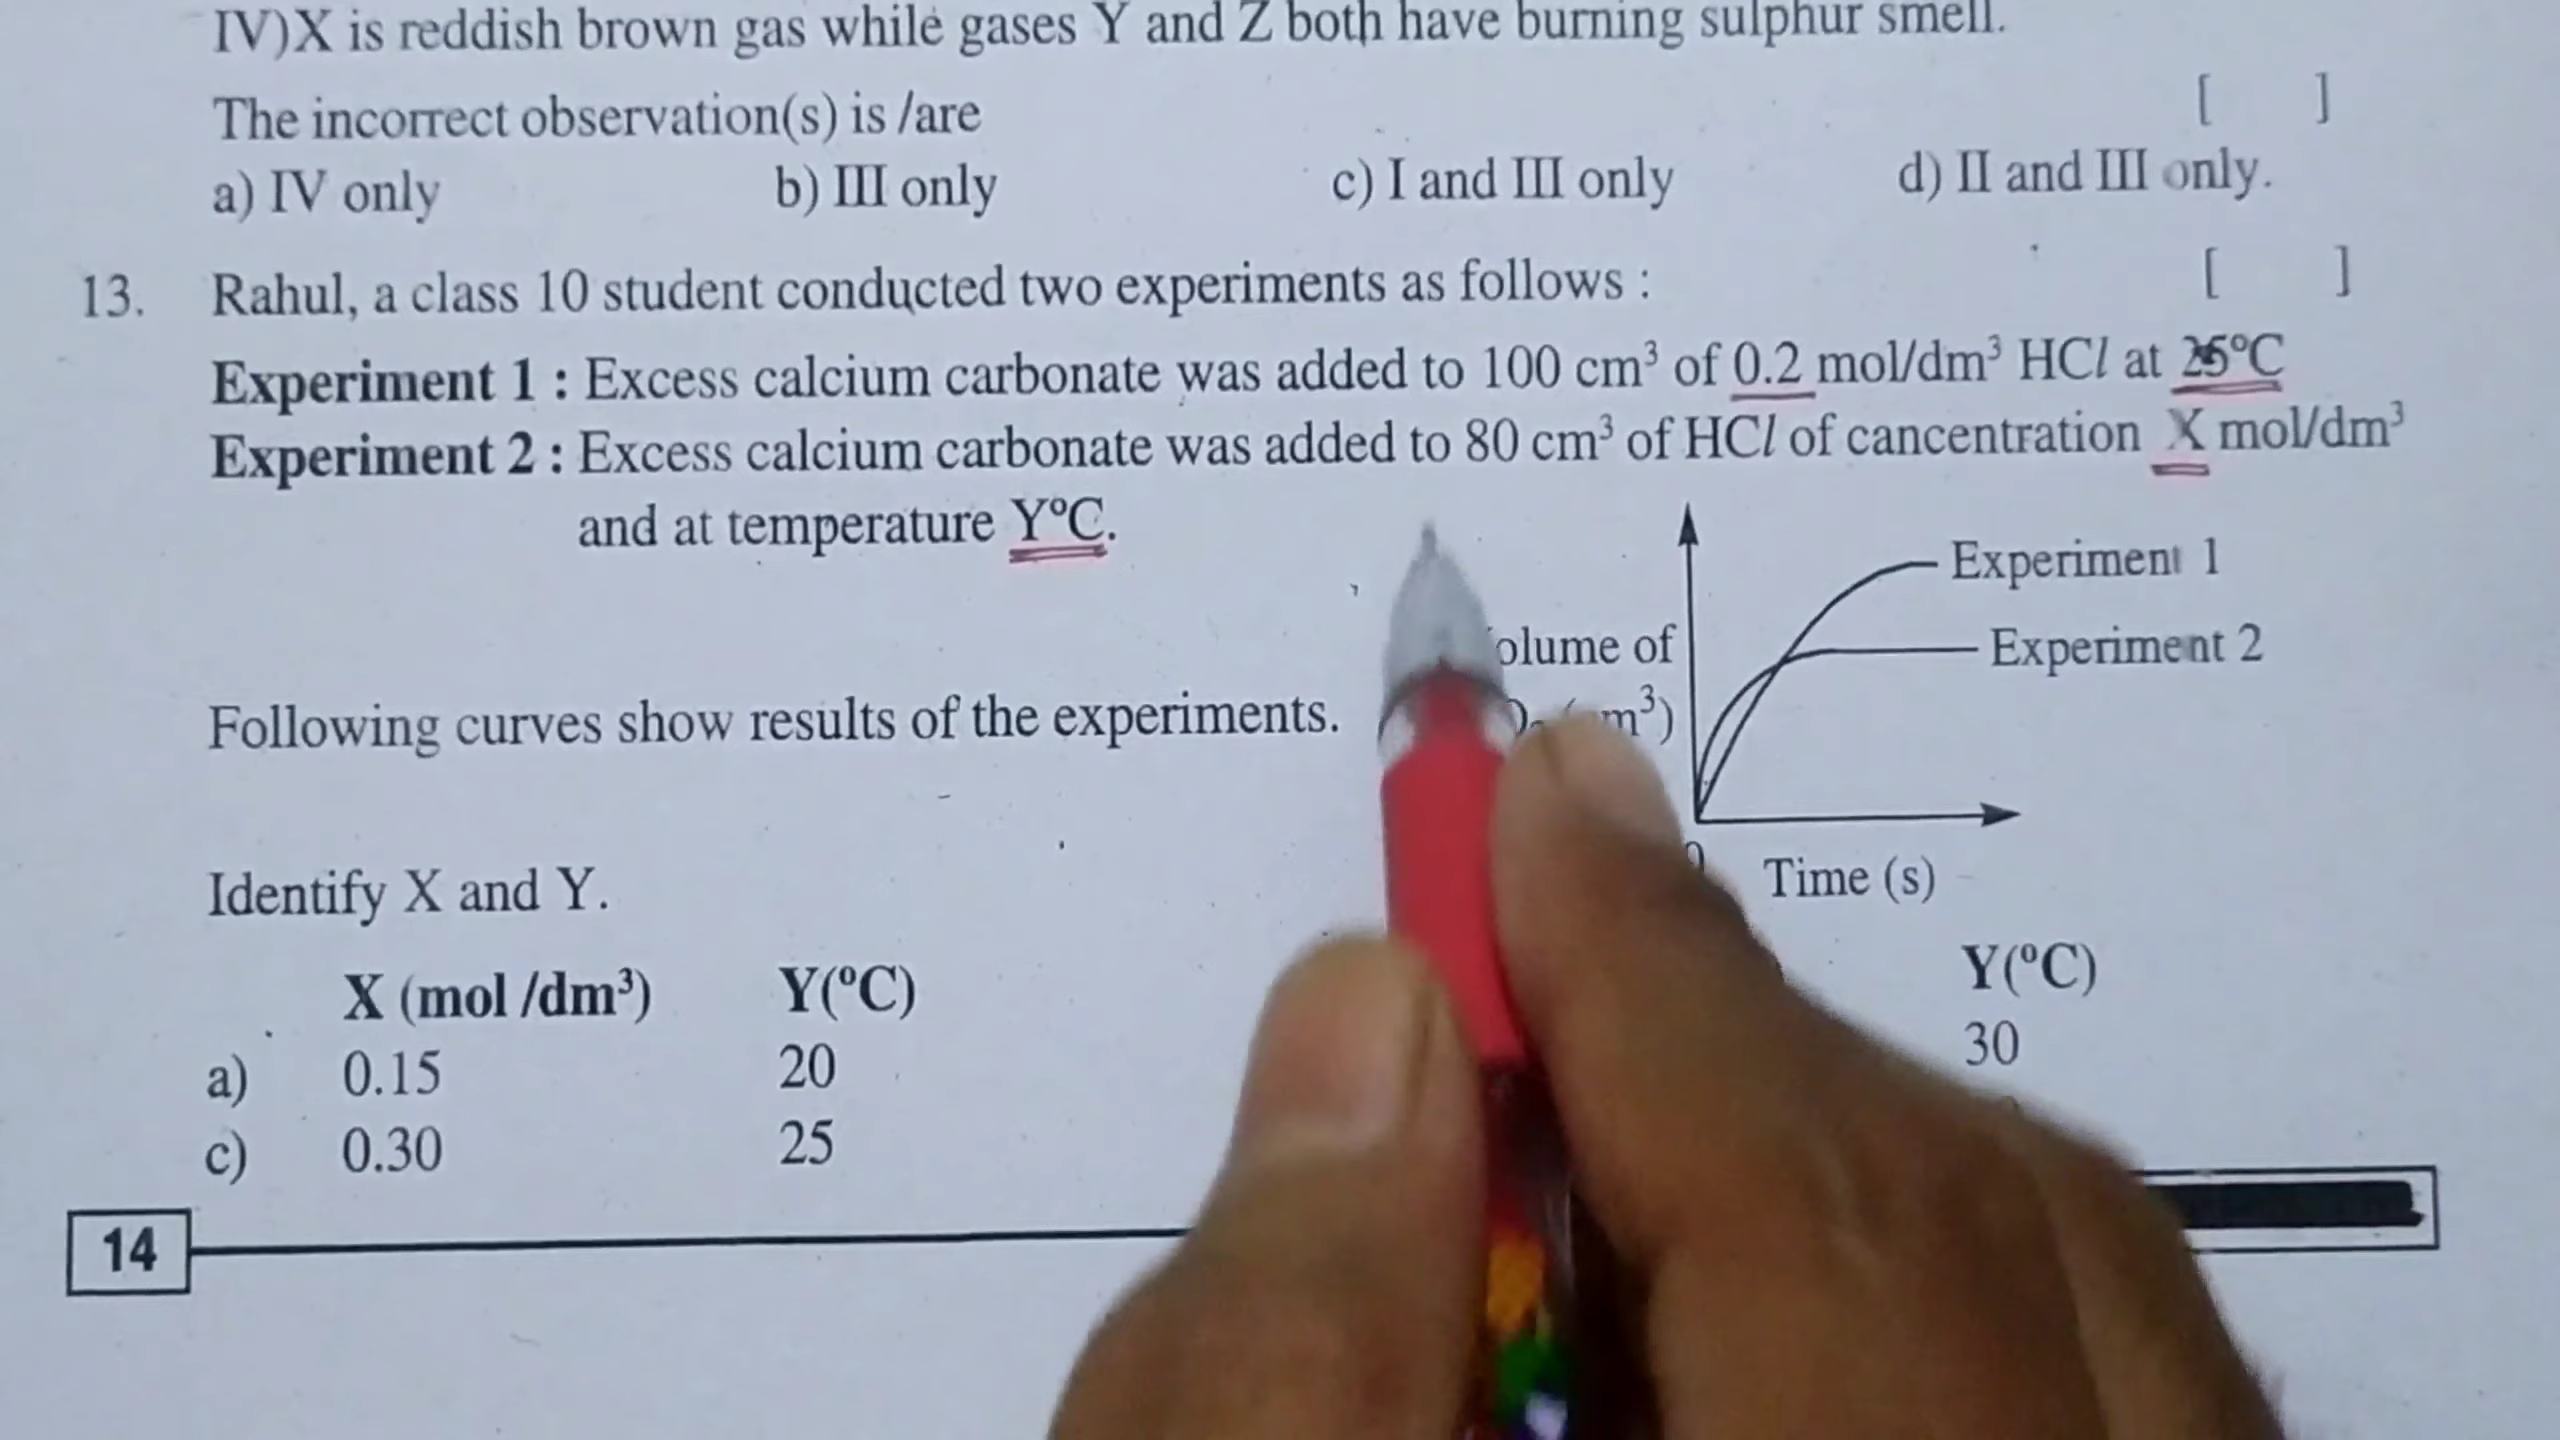 IV)X is reddish brown gas while gases Y and Z both have burning sulphur smell.
The incorrect observation(s) is /are [ ]
a) IV only b) III only c) I and III only d) II and III only.
13. Rahul, a class 10 student conducted two experiments as follows : [ ]
Experiment 1 : Excess calcium carbonate was added to 100 cm³ of 0.2 mol/dm³ HCl at 25°C
Experiment 2 : Excess calcium carbonate was added to 80 cm³ of HCl of cancentration X mol/dm³
and at temperature Y°C.
Experiment 1
olume of
Experiment 2
Following curves show results of the experiments. m³)
0
Time (s)
Identify X and Y.
X (mol /dm³) Y(°C) Y(°C)
a) 0.15 20 30
c) 0.30 25
14